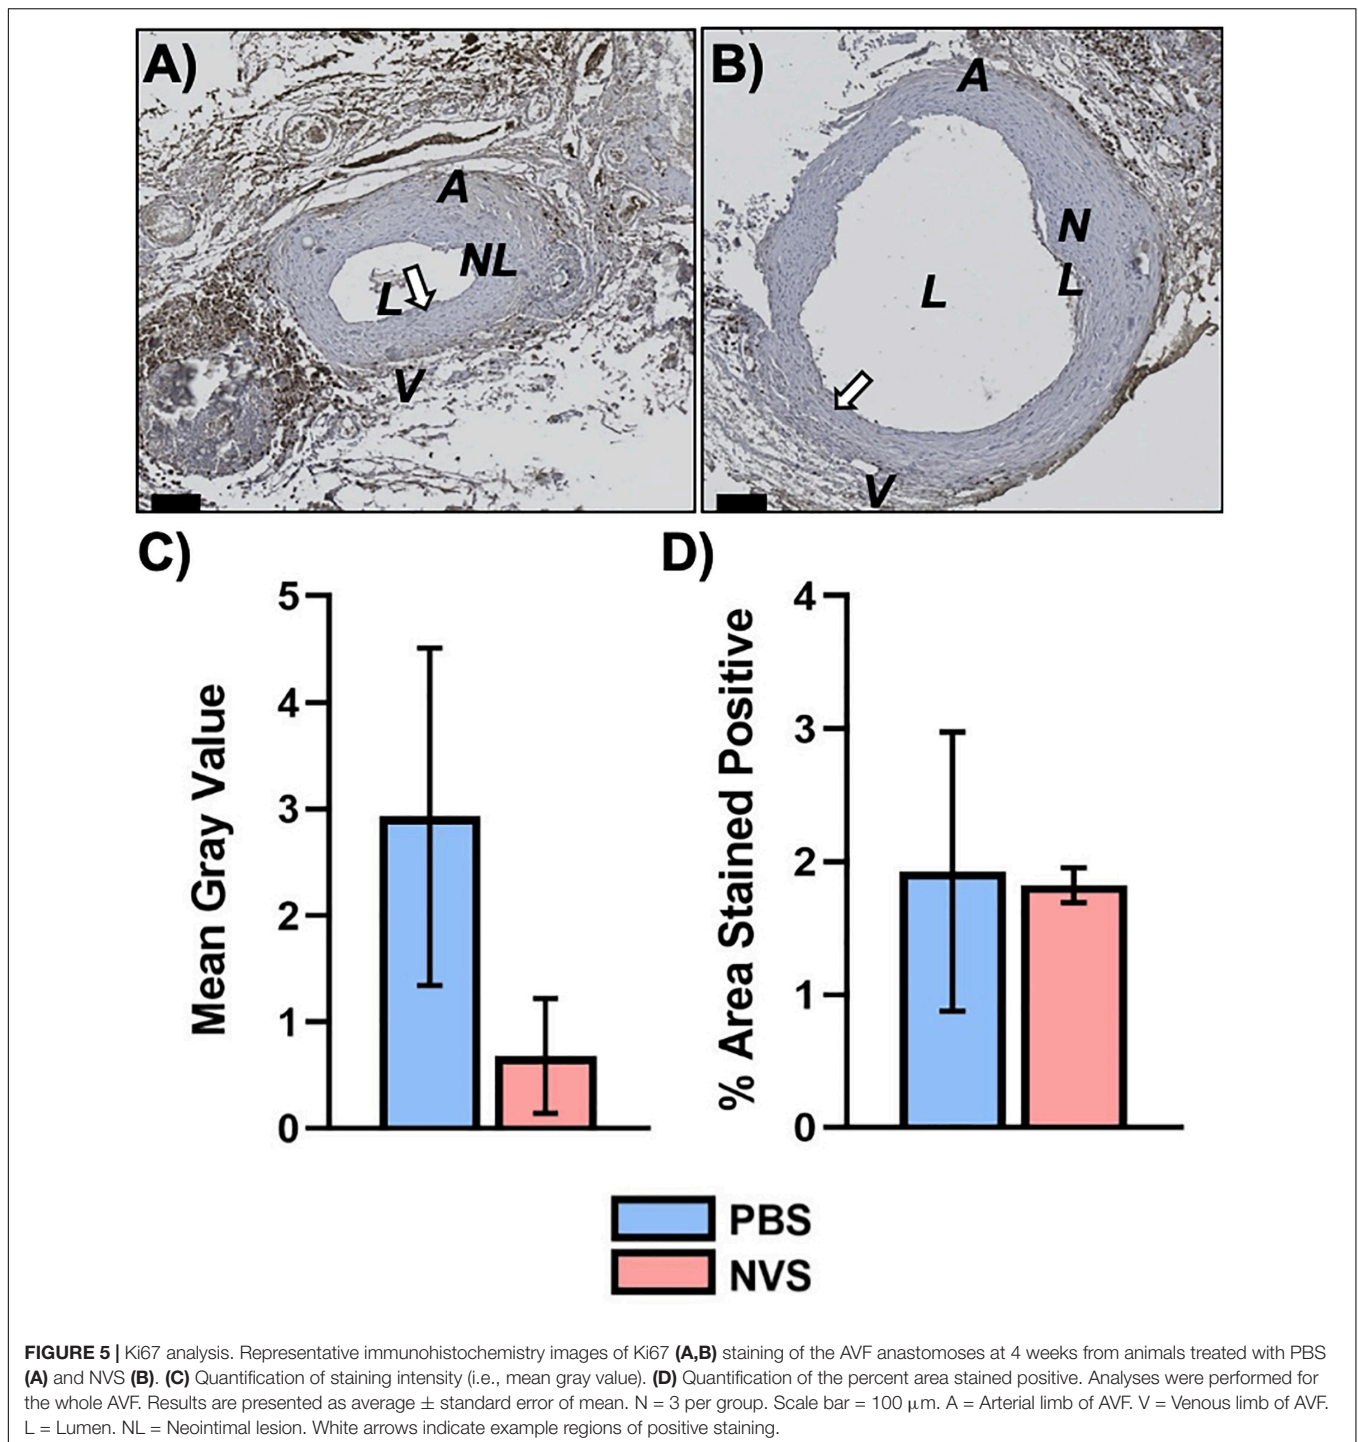 A)
A
NL
L
V
B)
A
N
L
L
V
C)
Mean Gray Value
5
4
3
2
1
0
D)
% Area Stained Positive
4
3
2
1
0
PBS
NVS
FIGURE 5 | Ki67 analysis. Representative immunohistochemistry images of Ki67 (A,B) staining of the AVF anastomoses at 4 weeks from animals treated with PBS
(A) and NVS (B). (C) Quantification of staining intensity (i.e., mean gray value). (D) Quantification of the percent area stained positive. Analyses were performed for
the whole AVF. Results are presented as average ± standard error of mean. N = 3 per group. Scale bar = 100 μm. A = Arterial limb of AVF. V = Venous limb of AVF.
L = Lumen. NL = Neointimal lesion. White arrows indicate example regions of positive staining.